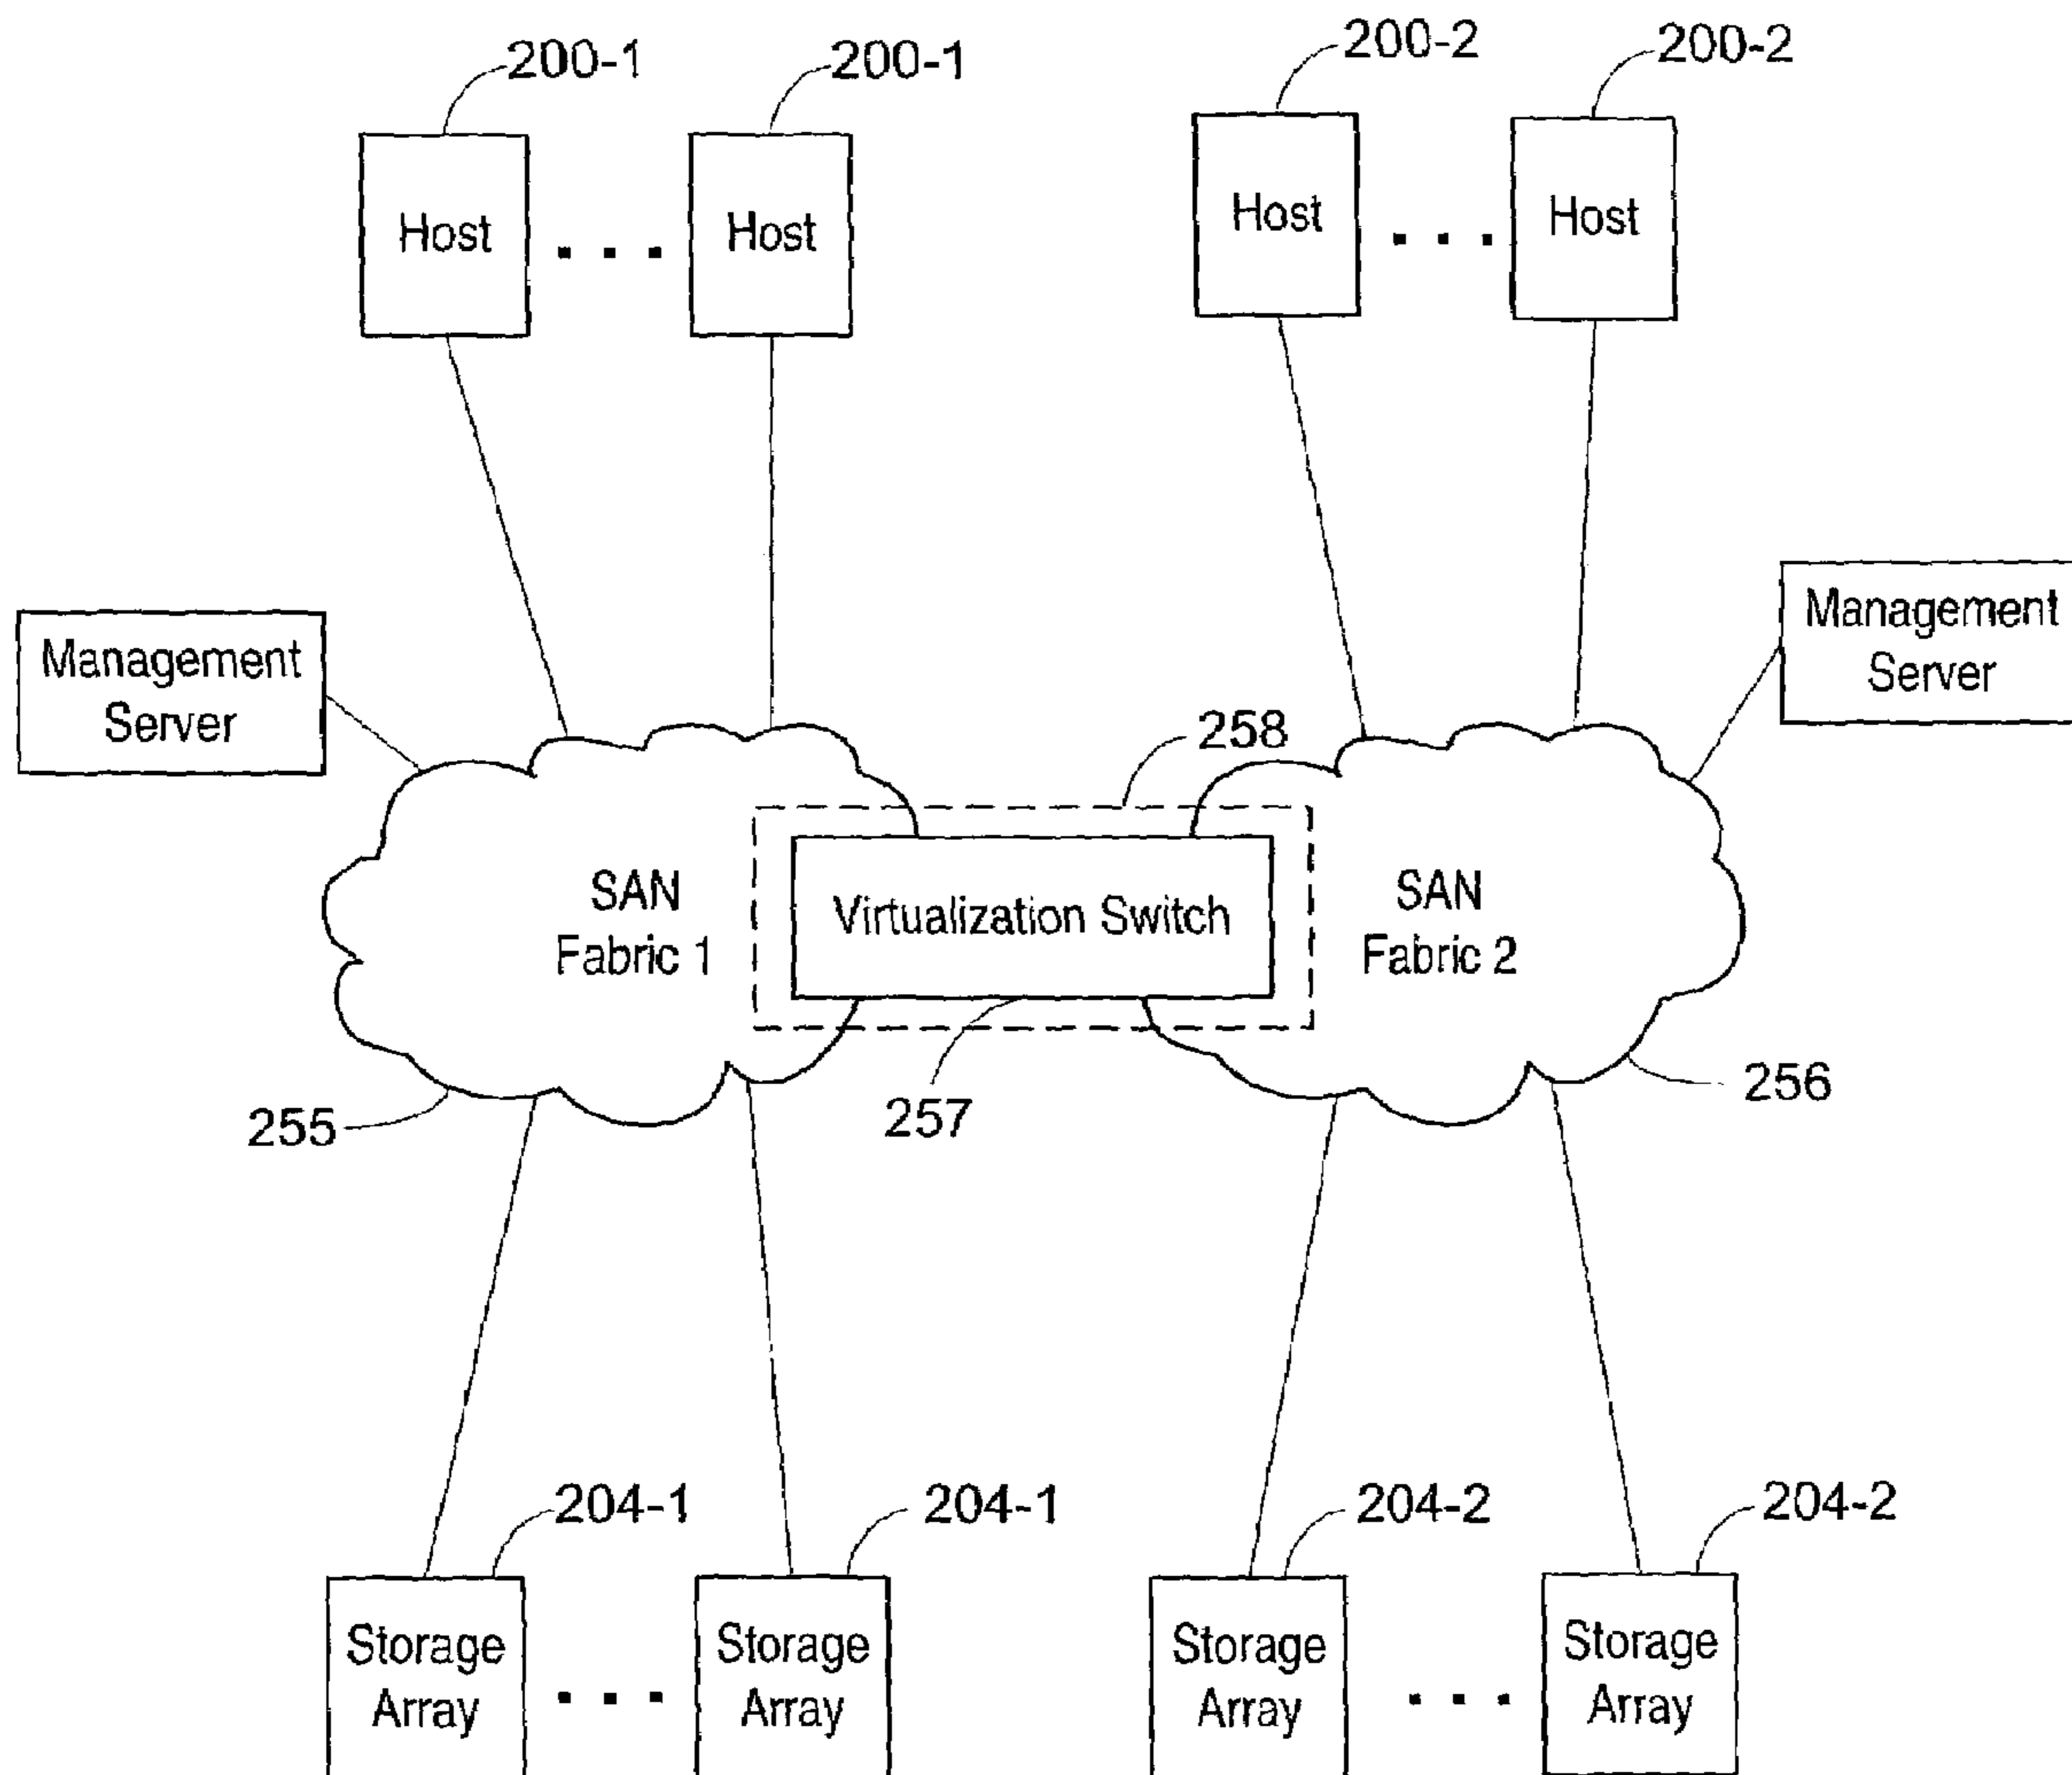 200-1
200-1
200-2
200-2
Host
Host
Host
Host
Management
Server
Management
Server
258
SAN
Fabric 1
Virtualization Switch
SAN
Fabric 2
255
257
256
204-1
204-1
204-2
204-2
Storage
Array
Storage
Array
Storage
Array
Storage
Array